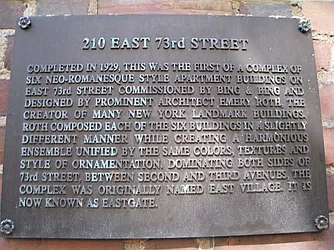 210 EAST 73rd STREET
COMPLETED IN 1929, THIS WAS THE FIRST OF A COMPLEX OF
SIX NEO-ROMANESQUE STYLE APARTMENT BUILDINGS ON
EAST 73rd STREET COMMISSIONED BY BING & BING AND
DESIGNED BY PROMINENT ARCHITECT EMERY ROTH, THE
CREATOR OF MANY NEW YORK LANDMARK BUILDINGS.
ROTH COMPOSED EACH OF THE SIX BUILDINGS IN A SLIGHTLY
DIFFERENT MANNER WHILE CREATING A HARMONIOUS
ENSEMBLE UNIFIED BY THE SAME COLORS, TEXTURES AND
STYLE OF ORNAMENTATION. DOMINATING BOTH SIDES OF
73rd STREET, BETWEEN SECOND AND THIRD AVENUES, THE
COMPLEX WAS ORIGINALLY NAMED EAST VILLAGE. IT IS
NOW KNOWN AS EASTGATE.